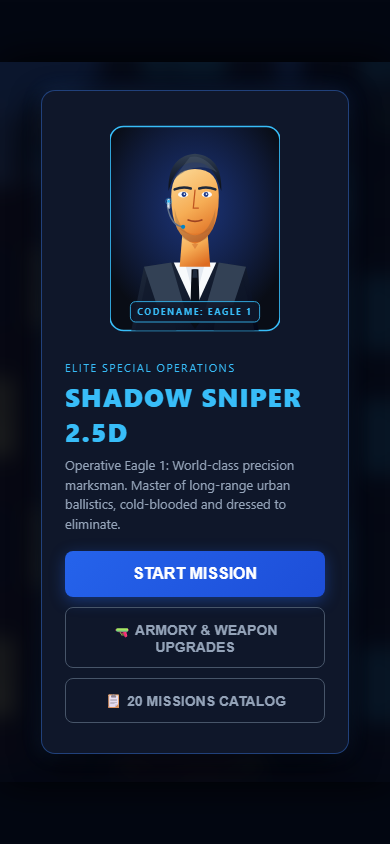 CODENAME: EAGLE 1
ELITE SPECIAL OPERATIONS
SHADOW SNIPER
2.5D
Operative Eagle 1: World-class precision
marksman. Master of long-range urban
ballistics, cold-blooded and dressed to
eliminate.
START MISSION
ARMORY & WEAPON
UPGRADES
20 MISSIONS CATALOG